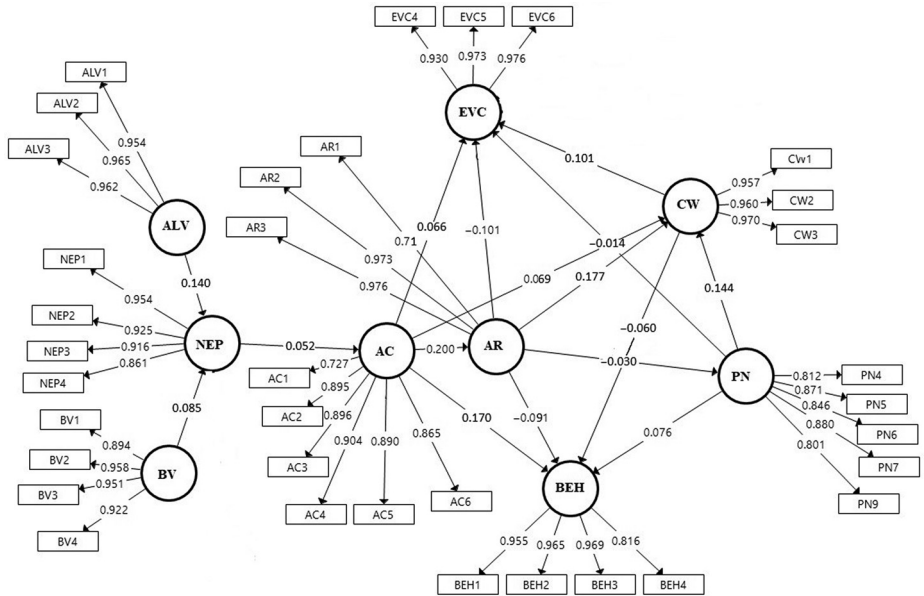 EVC4 EVC5 EVC6
0.930 0.973 0.976
EVC
ALV1
ALV2
ALV3
0.954
0.965
0.962
ALV
AR1
AR2
AR3
0.71
0.973
0.976
0.066
−0.101
0.101
−0.014
CW
0.957
0.960
0.970
CW1
CW2
CW3
0.140
NEP1
NEP2
NEP3
NEP4
0.954
0.925
0.916
0.861
NEP
0.052
AC
0.200
AR
0.069
0.177
0.144
−0.060
−0.030
PN
0.812
0.871
0.846
0.880
0.801
PN4
PN5
PN6
PN7
PN9
0.085
BV1
BV2
BV3
BV4
0.894
0.958
0.951
0.922
BV
AC1
AC2
AC3
AC4
AC5
AC6
0.727
0.895
0.896
0.904
0.890
0.865
0.170
−0.091
0.076
BEH
0.955 0.965 0.969 0.816
BEH1 BEH2 BEH3 BEH4